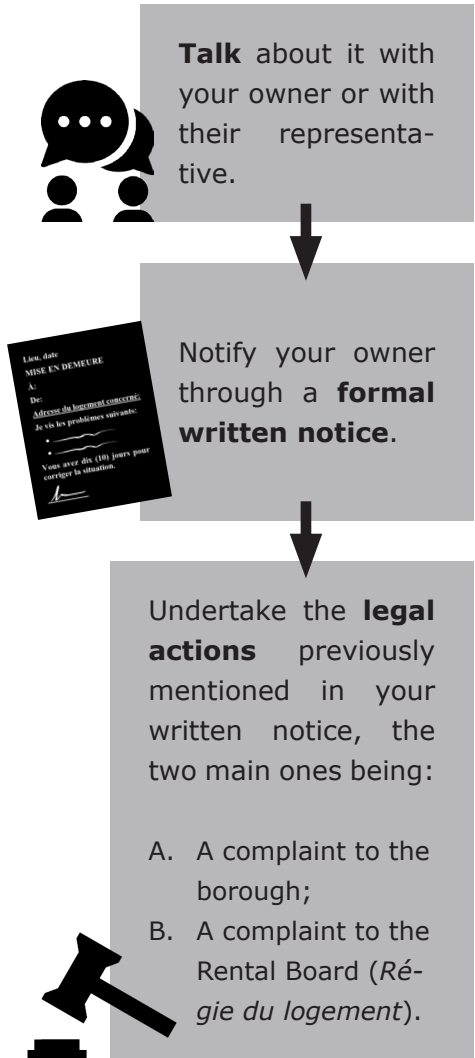 Talk about it with
your owner or with
their representa-
tive.
Lieu, date
MISE EN DEMEURE
À:
De:
Adresse du logement concerné:
Je vis les problèmes suivants:
Vous avez dix (10) jours pour
corriger la situation.
Notify your owner
through a formal
written notice.
Undertake the legal
actions previously
mentioned in your
written notice, the
two main ones being:
A. A complaint to the
borough;
B. A complaint to the
Rental Board (Ré-
gie du logement).